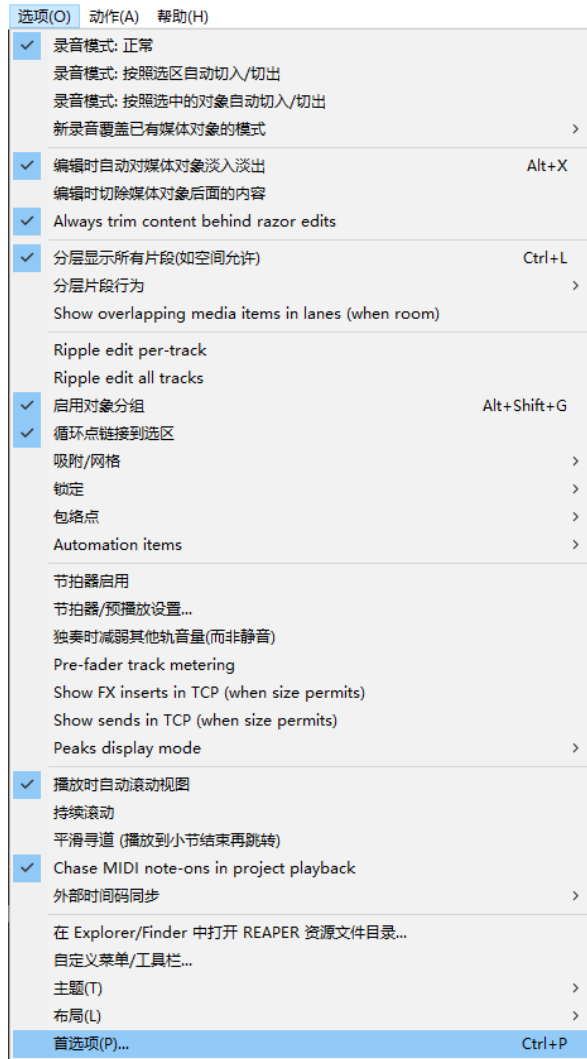 选项(O) 动作(A) 帮助(H)
录音模式: 正常
录音模式: 按照选区自动切入/切出
录音模式: 按照选中的对象自动切入/切出
新录音覆盖已有媒体对象的模式
编辑时自动对媒体对象淡入淡出 Alt+X
编辑时切除媒体对象后面的内容
Always trim content behind razor edits
分层显示所有片段(如空间允许) Ctrl+L
分层片段行为
Show overlapping media items in lanes (when room)
Ripple edit per-track
Ripple edit all tracks
启用对象分组 Alt+Shift+G
循环点链接到选区
吸附/网格
锁定
包络点
Automation items
节拍器启用
节拍器/预播放设置...
独奏时减弱其他轨音量(而非静音)
Pre-fader track metering
Show FX inserts in TCP (when size permits)
Show sends in TCP (when size permits)
Peaks display mode
播放时自动滚动视图
持续滚动
平滑寻道 (播放到小节结束再跳转)
Chase MIDI note-ons in project playback
外部时间码同步
在 Explorer/Finder 中打开 REAPER 资源文件目录...
自定义菜单/工具栏...
主题(T)
布局(L)
首选项(P)... Ctrl+P